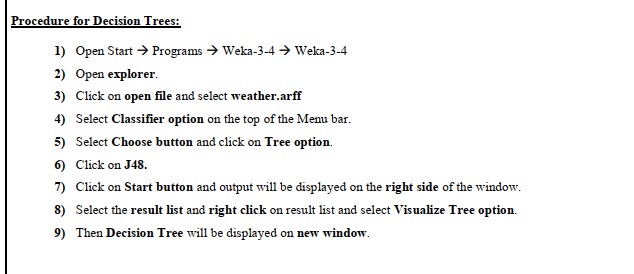 Procedure for Decision Trees:
1) Open Start → Programs → Weka-3-4 → Weka-3-4
2) Open explorer.
3) Click on open file and select weather.arff
4) Select Classifier option on the top of the Menu bar.
5) Select Choose button and click on Tree option.
6) Click on J48.
7) Click on Start button and output will be displayed on the right side of the window.
8) Select the result list and right click on result list and select Visualize Tree option.
9) Then Decision Tree will be displayed on new window.